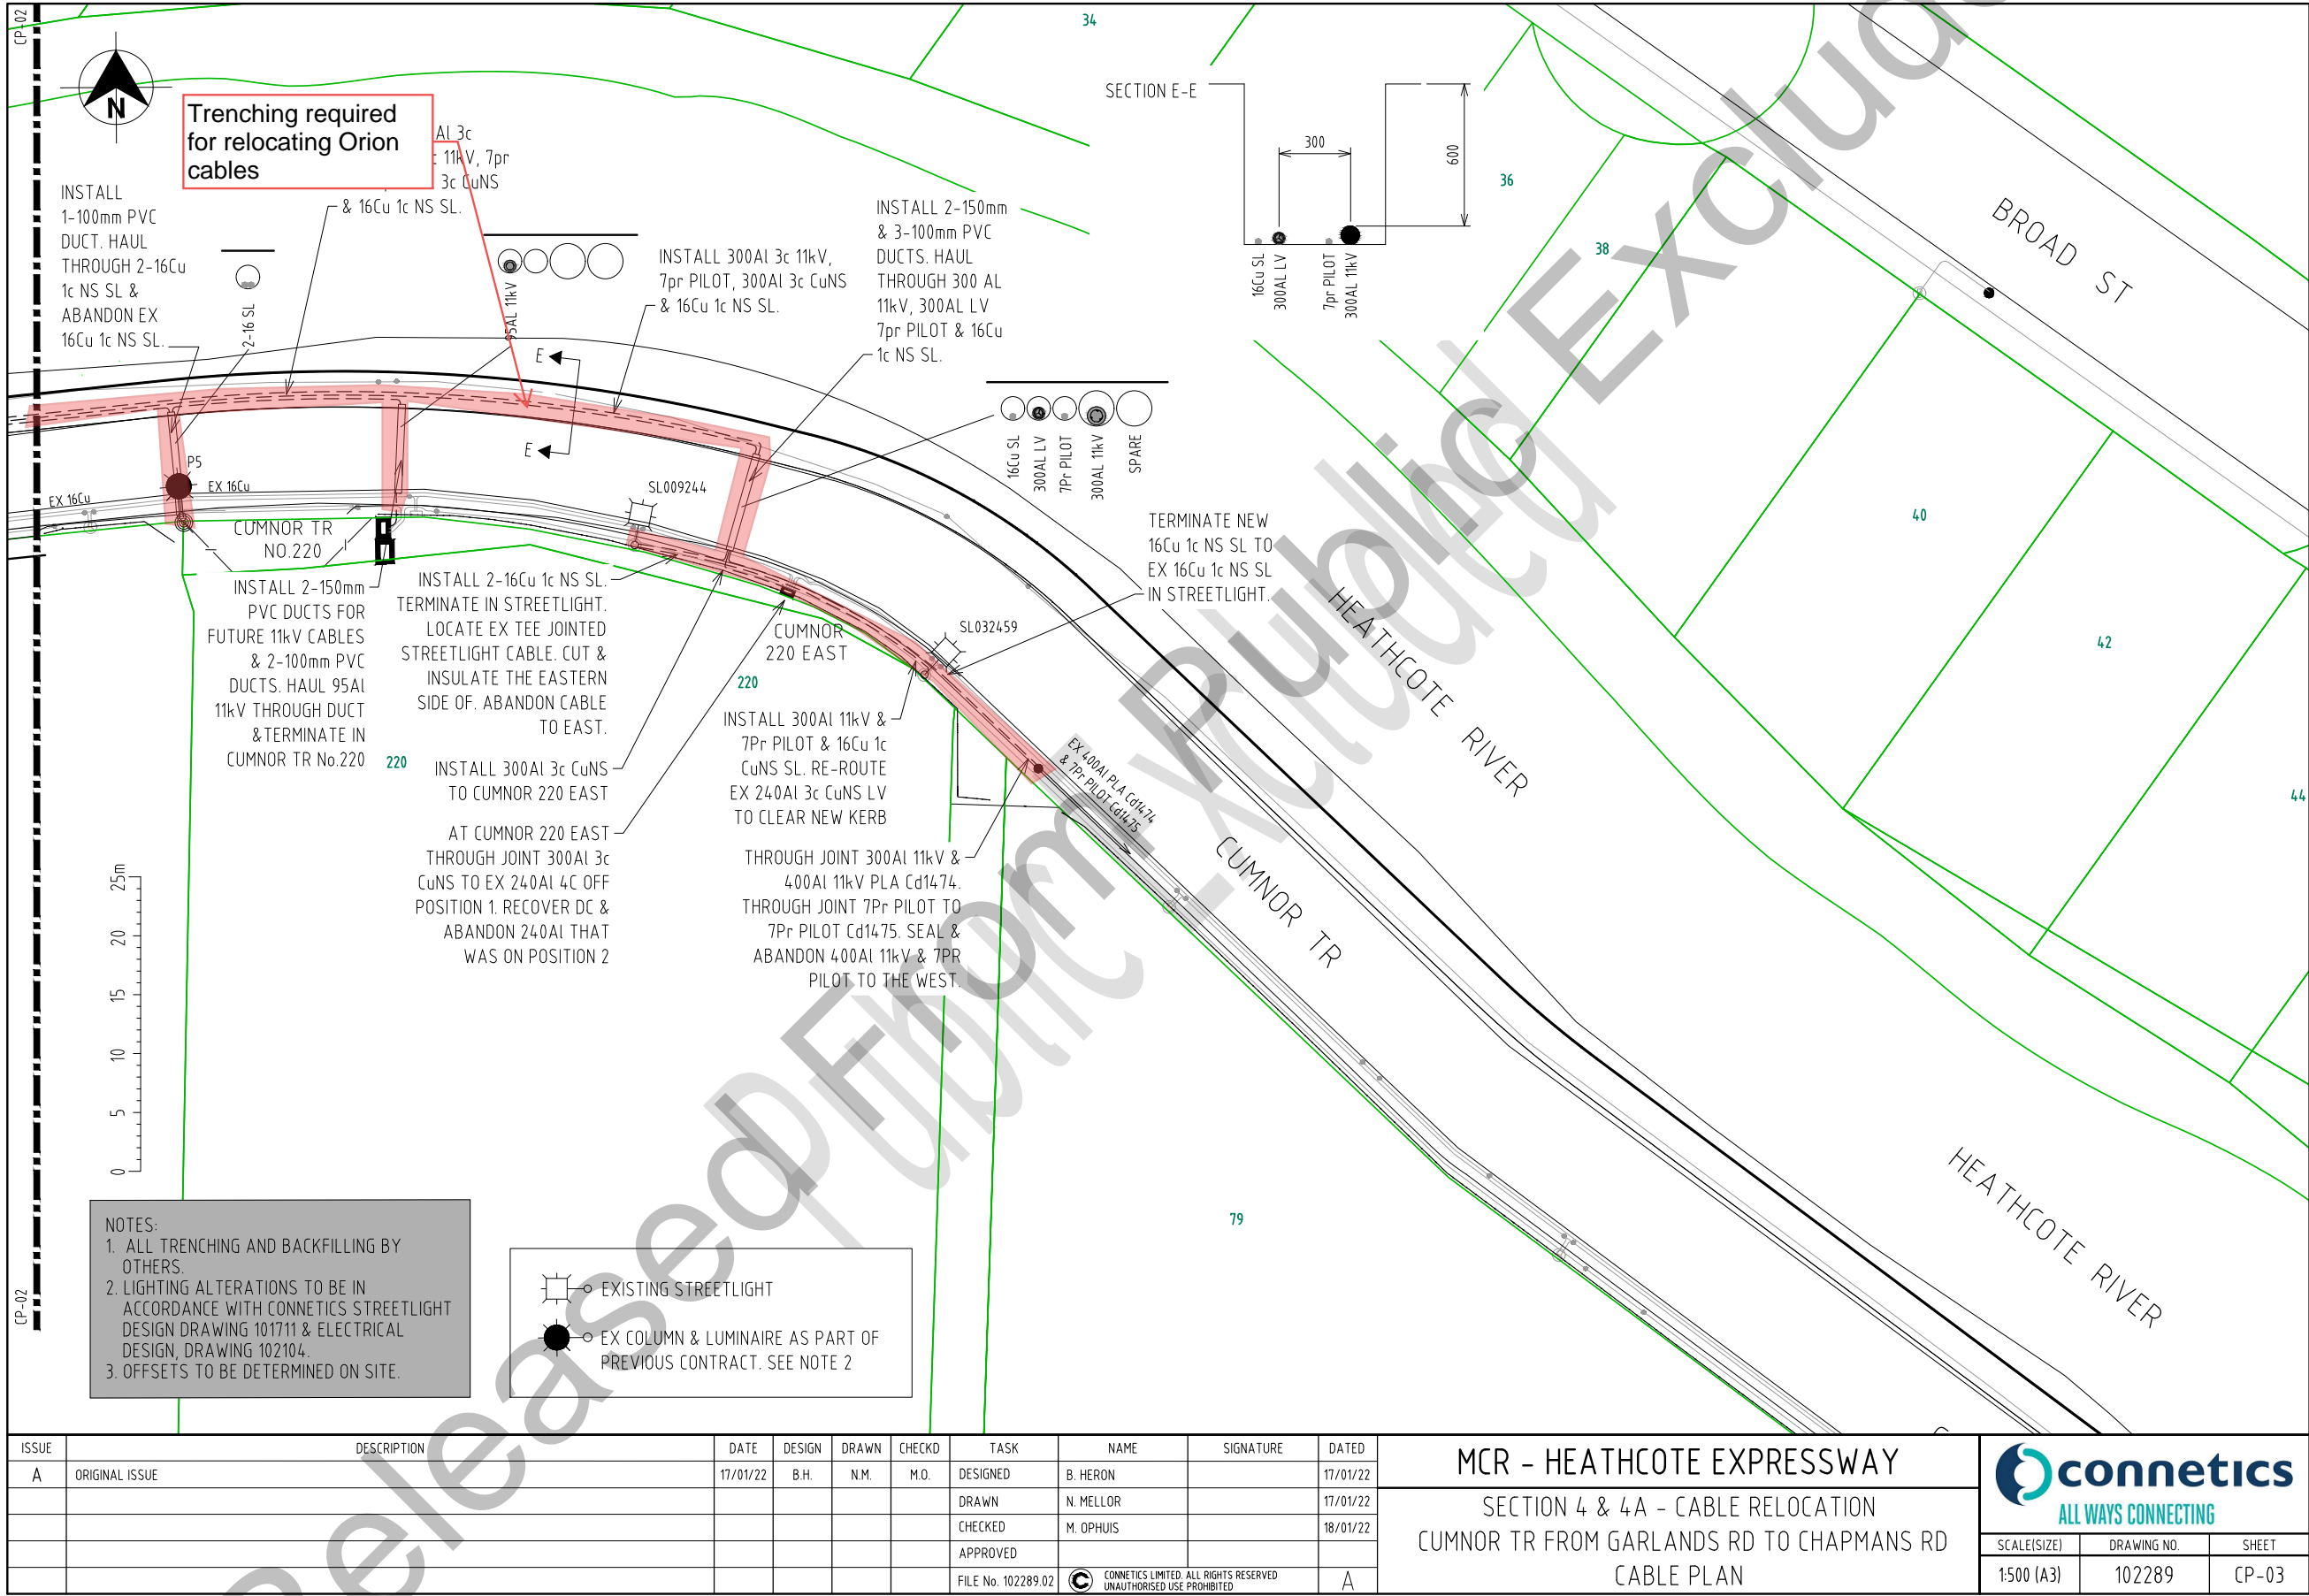 CP-02
N
Trenching required
for relocating Orion
cables
Al 3c
c 11kV, 7pr
3c CuNS
& 16Cu 1c NS SL.
INSTALL
1-100mm PVC
DUCT. HAUL
THROUGH 2-16Cu
1c NS SL &
ABANDON EX
16Cu 1c NS SL.
2-16 SL
95AL 11kV
INSTALL 300Al 3c 11kV,
7pr PILOT, 300Al 3c CuNS
& 16Cu 1c NS SL.
INSTALL 2-150mm
& 3-100mm PVC
DUCTS. HAUL
THROUGH 300 AL
11kV, 300AL LV
7pr PILOT & 16Cu
1c NS SL.
SECTION E-E
300
600
16Cu SL
300AL LV
7pr PILOT
300AL 11kV
34
36
38
40
42
44
BROAD ST
E
E
16Cu SL
300AL LV
7Pr PILOT
300AL 11kV
SPARE
P5
EX 16Cu
EX 16Cu
SL009244
CUMNOR TR
NO.220
INSTALL 2-150mm
PVC DUCTS FOR
FUTURE 11kV CABLES
& 2-100mm PVC
DUCTS. HAUL 95Al
11kV THROUGH DUCT
&TERMINATE IN
CUMNOR TR No.220
220
INSTALL 2-16Cu 1c NS SL.
TERMINATE IN STREETLIGHT.
LOCATE EX TEE JOINTED
STREETLIGHT CABLE. CUT &
INSULATE THE EASTERN
SIDE OF. ABANDON CABLE
TO EAST.
INSTALL 300Al 3c CuNS
TO CUMNOR 220 EAST
AT CUMNOR 220 EAST
THROUGH JOINT 300Al 3c
CuNS TO EX 240Al 4C OFF
POSITION 1. RECOVER DC &
ABANDON 240Al THAT
WAS ON POSITION 2
CUMNOR
220 EAST
220
SL032459
TERMINATE NEW
16Cu 1c NS SL TO
EX 16Cu 1c NS SL
IN STREETLIGHT.
INSTALL 300Al 11kV &
7Pr PILOT & 16Cu 1c
CuNS SL. RE-ROUTE
EX 240Al 3c CuNS LV
TO CLEAR NEW KERB
THROUGH JOINT 300Al 11kV &
400Al 11kV PLA Cd1474.
THROUGH JOINT 7Pr PILOT TO
7Pr PILOT Cd1475. SEAL &
ABANDON 400Al 11kV & 7PR
PILOT TO THE WEST.
EX 400Al PLA Cd1474
& 7Pr PILOT Cd1475
HEATHCOTE RIVER
CUMNOR TR
HEATHCOTE RIVER
79
25m
20
15
10
5
0
CP-02
NOTES:
1. ALL TRENCHING AND BACKFILLING BY
OTHERS.
2. LIGHTING ALTERATIONS TO BE IN
ACCORDANCE WITH CONNETICS STREETLIGHT
DESIGN DRAWING 101711 & ELECTRICAL
DESIGN, DRAWING 102104.
3. OFFSETS TO BE DETERMINED ON SITE.
EXISTING STREETLIGHT
EX COLUMN & LUMINAIRE AS PART OF
PREVIOUS CONTRACT. SEE NOTE 2
ISSUE DESCRIPTION DATE DESIGN DRAWN CHECKD TASK NAME SIGNATURE DATED
A ORIGINAL ISSUE 17/01/22 B.H. N.M. M.O. DESIGNED B. HERON 17/01/22
DRAWN N. MELLOR 17/01/22
CHECKED M. OPHUIS 18/01/22
APPROVED
FILE No. 102289.02 C CONNETICS LIMITED. ALL RIGHTS RESERVED
UNAUTHORISED USE PROHIBITED A
MCR - HEATHCOTE EXPRESSWAY
SECTION 4 & 4A - CABLE RELOCATION
CUMNOR TR FROM GARLANDS RD TO CHAPMANS RD
CABLE PLAN
connetics
ALL WAYS CONNECTING
SCALE(SIZE) DRAWING NO. SHEET
1:500 (A3) 102289 CP-03
Released From Public Exclu
Public Excluded